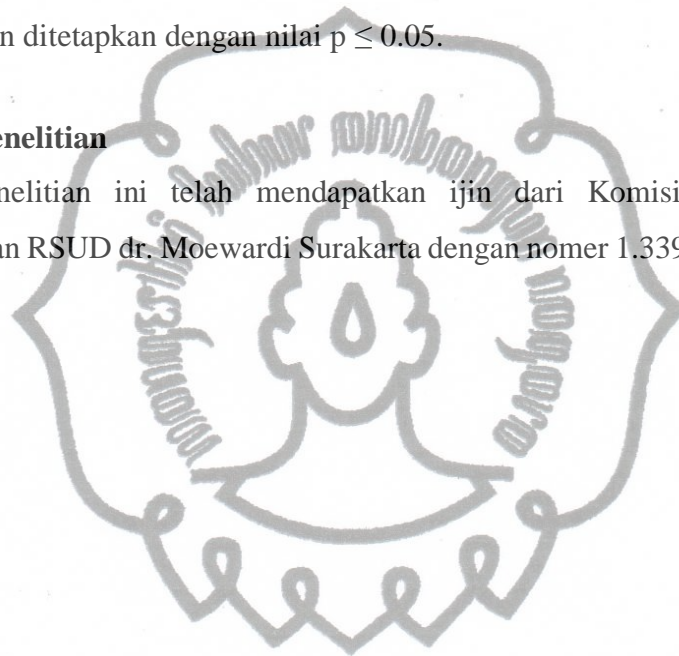 n ditetapkan dengan nilai p ≤ 0.05.
enelitian
nelitian ini telah mendapatkan ijin dari Komisi
an RSUD dr. Moewardi Surakarta dengan nomer 1.339